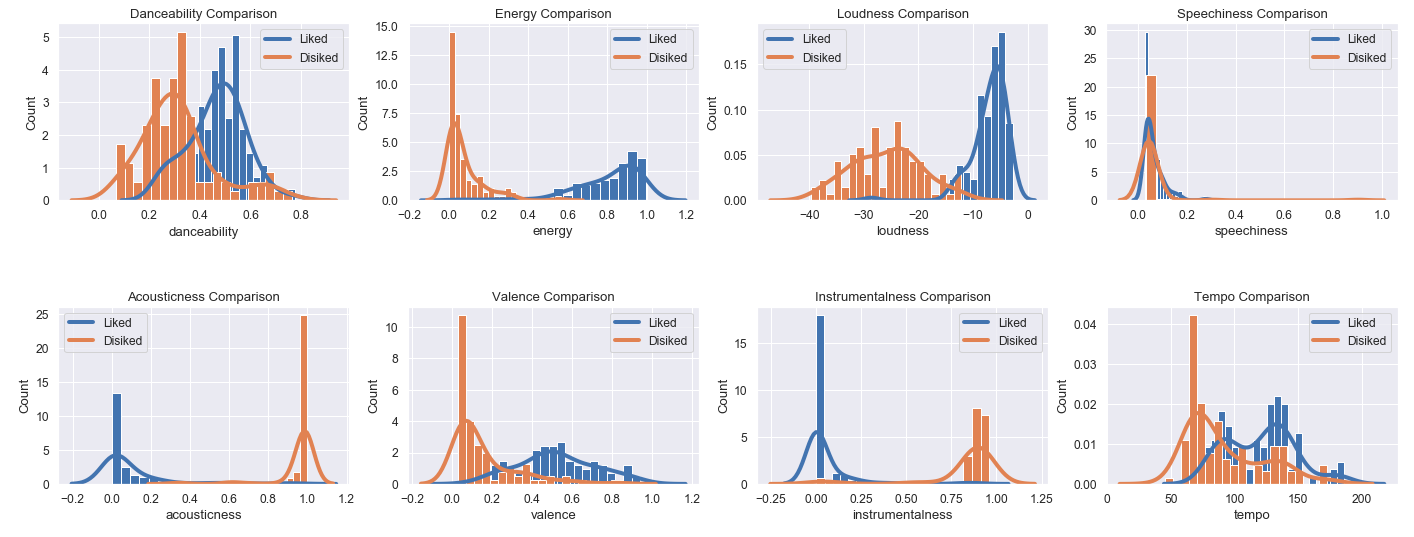 Danceability Comparison
5
4
3
2
1
0
Count
0.0 0.2 0.4 0.6 0.8
danceability
Liked
Disiked
Energy Comparison
15.0
12.5
10.0
7.5
5.0
2.5
0.0
Count
−0.2 0.0 0.2 0.4 0.6 0.8 1.0 1.2
energy
Liked
Disiked
Loudness Comparison
0.15
0.10
0.05
0.00
Count
−40 −30 −20 −10 0
loudness
Liked
Disiked
Speechiness Comparison
30
25
20
15
10
5
0
Count
0.0 0.2 0.4 0.6 0.8 1.0
speechiness
Liked
Disiked
Acousticness Comparison
25
20
15
10
5
0
Count
−0.2 0.0 0.2 0.4 0.6 0.8 1.0 1.2
acousticness
Liked
Disiked
Valence Comparison
10
8
6
4
2
0
Count
−0.2 0.0 0.2 0.4 0.6 0.8 1.0 1.2
valence
Liked
Disiked
Instrumentalness Comparison
15
10
5
0
Count
−0.25 0.00 0.25 0.50 0.75 1.00 1.25
instrumentalness
Liked
Disiked
Tempo Comparison
0.04
0.03
0.02
0.01
0.00
Count
0 50 100 150 200
tempo
Liked
Disiked